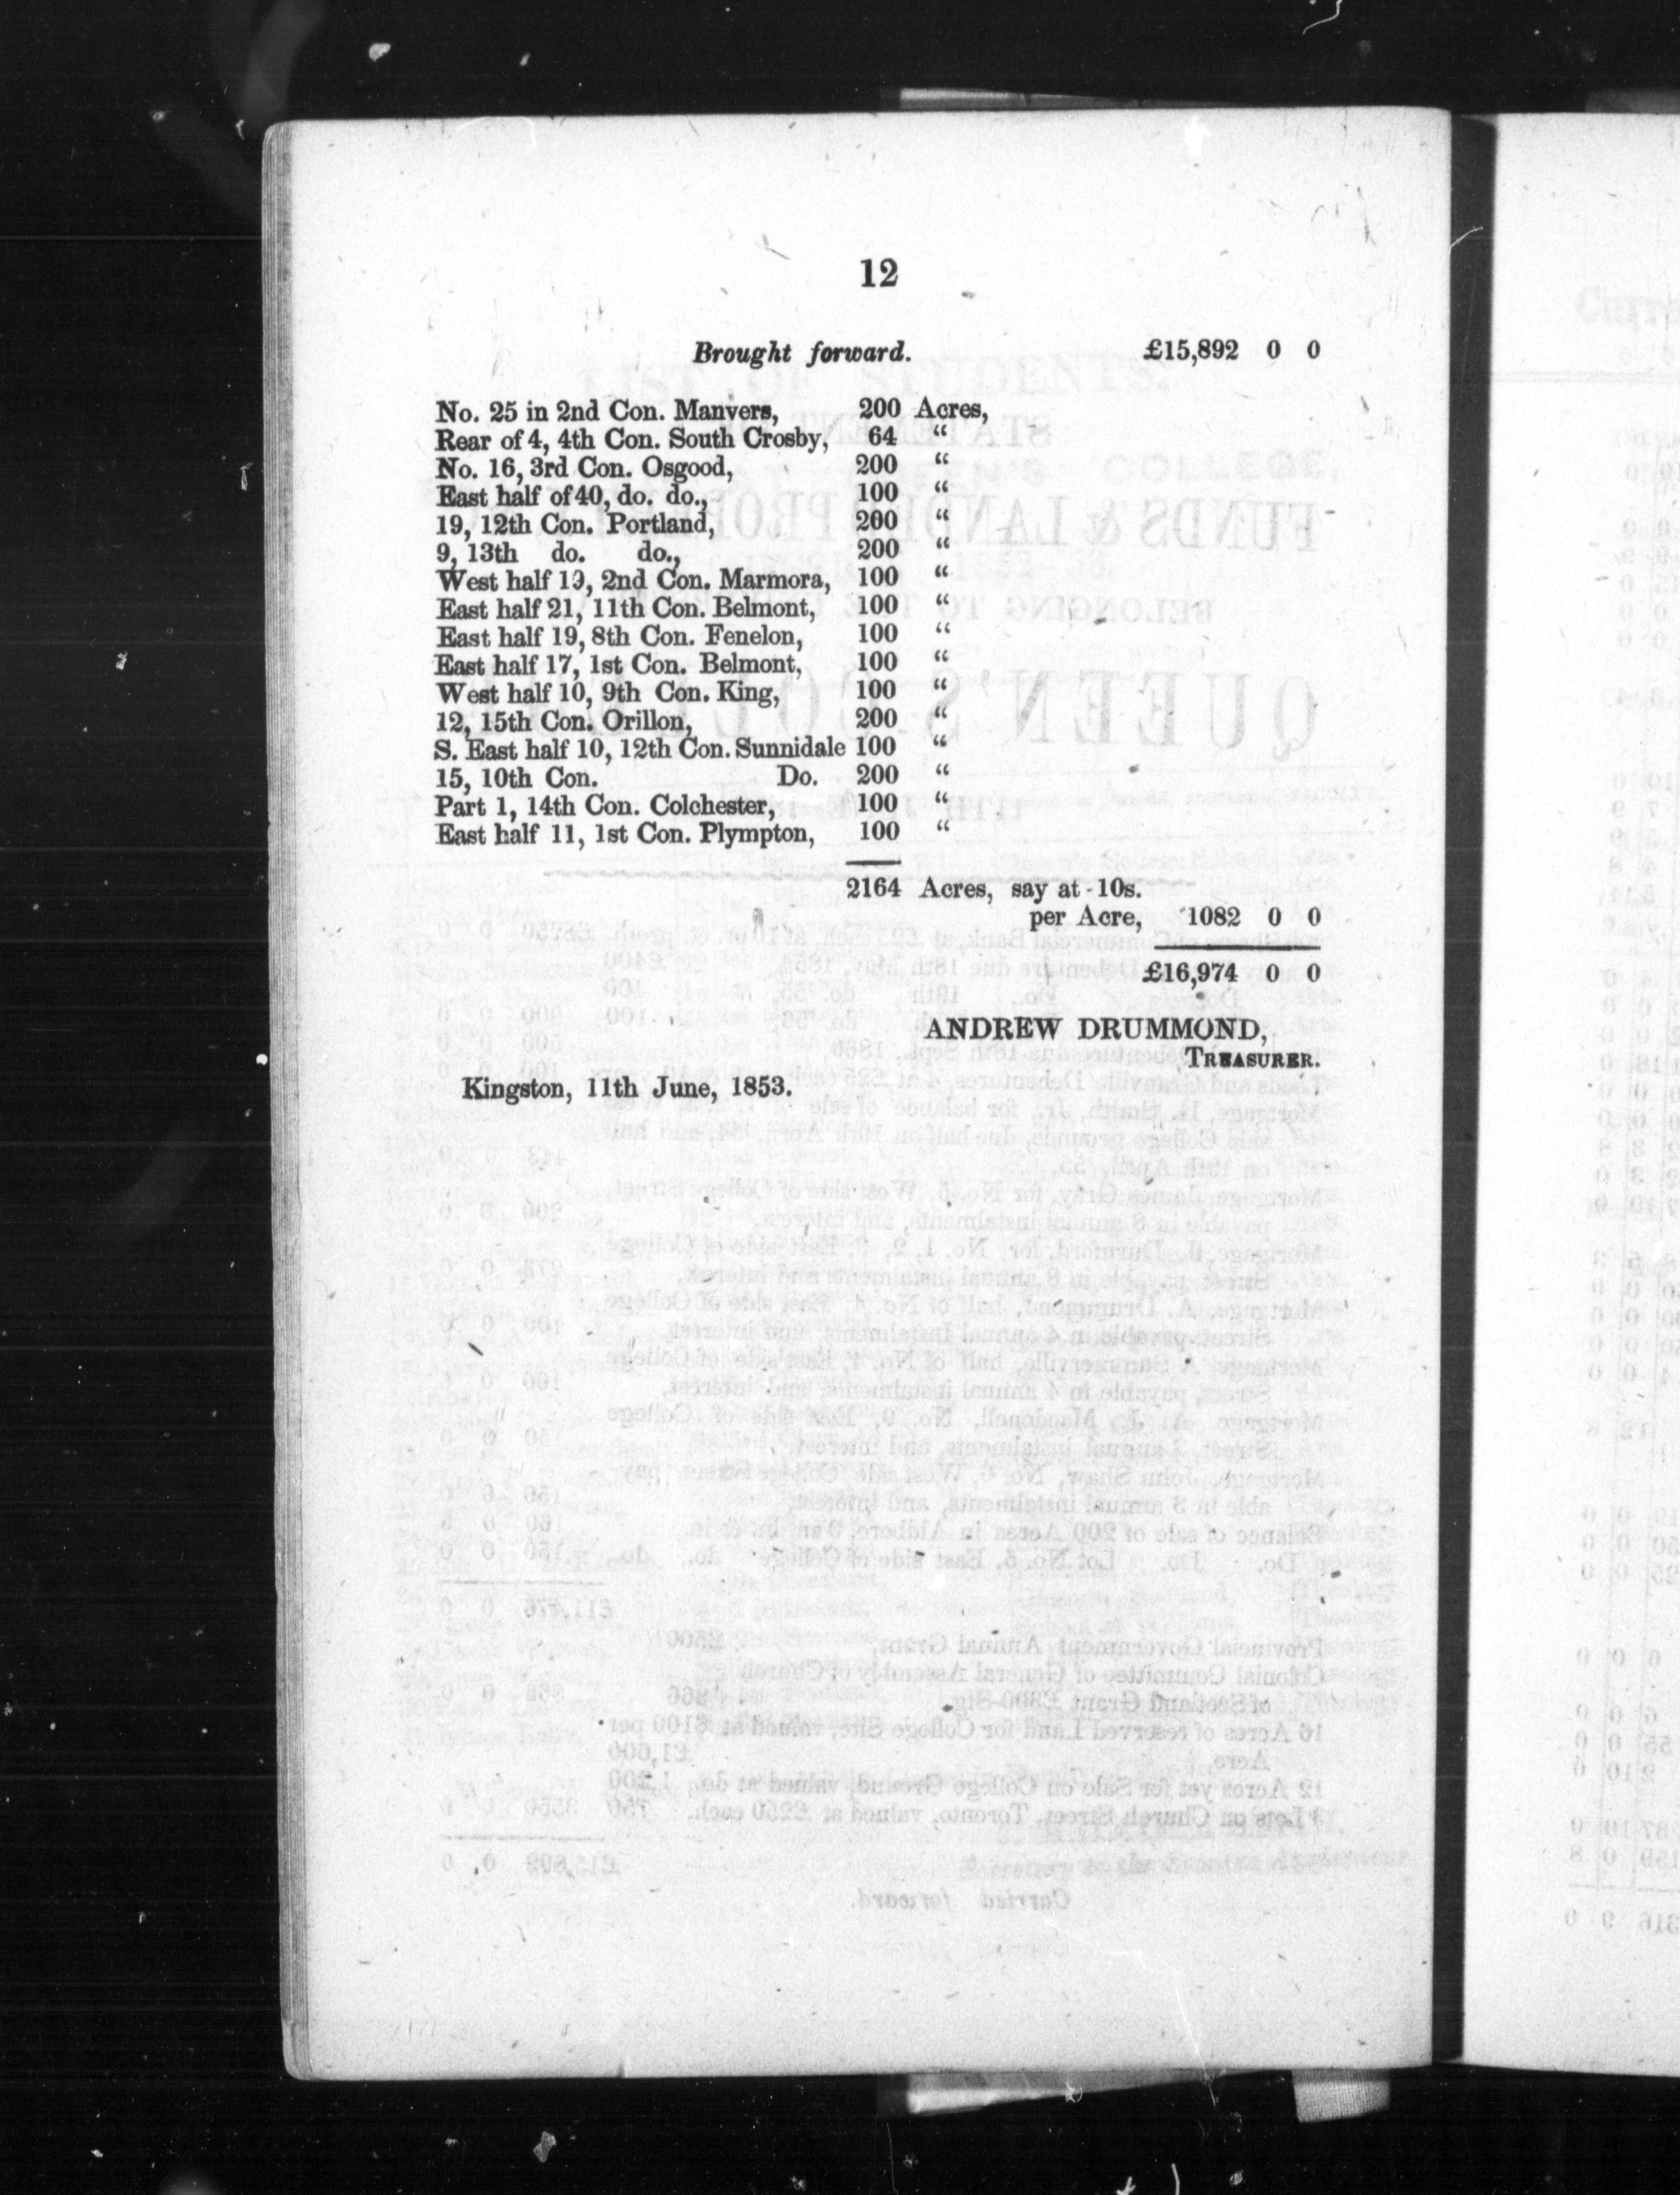 12
Brought forward. £15,892 0 0
No. 25 in 2nd Con. Manvers, 200 Acres,
Rear of 4, 4th Con. South Crosby, 64 “
No. 16, 3rd Con. Osgood, 200 “
East half of 40, do. do., 100 “
19, 12th Con. Portland, 200 “
9, 13th do. do., 200 “
West half 19, 2nd Con. Marmora, 100 “
East half 21, 11th Con. Belmont, 100 “
East half 19, 8th Con. Fenelon, 100 “
East half 17, 1st Con. Belmont, 100 “
West half 10, 9th Con. King, 100 “
12, 15th Con. Orillon, 200 “
S. East half 10, 12th Con. Sunnidale 100 “
15, 10th Con. Do. 200 “
Part 1, 14th Con. Colchester, 100 “
East half 11, 1st Con. Plympton, 100 “
2164 Acres, say at 10s.
per Acre, 1082 0 0
£16,974 0 0
ANDREW DRUMMOND,
TREASURER.
Kingston, 11th June, 1853.